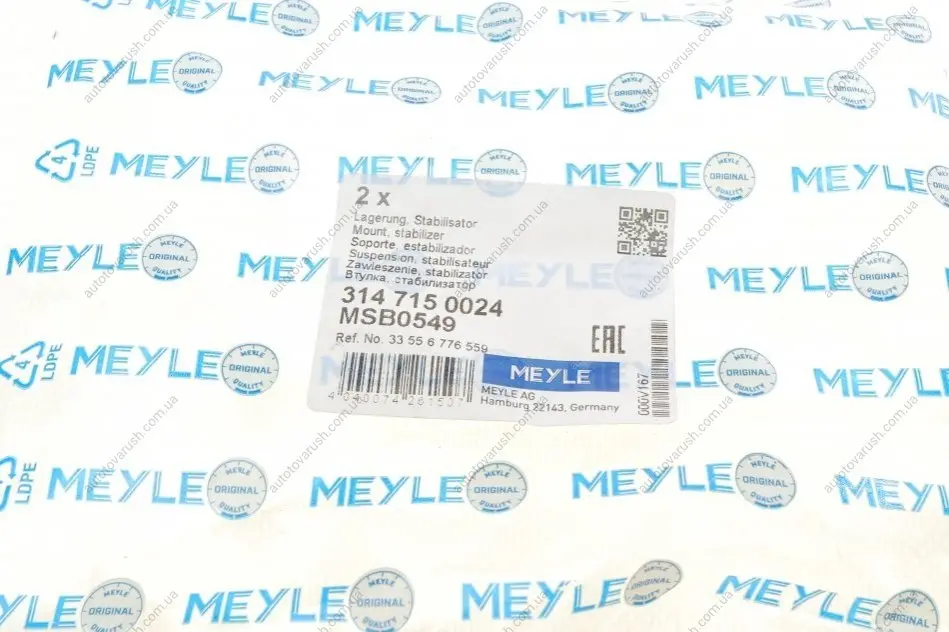 MEYLE ORIGINAL QUALITY
4 LDPE
2 x
Lagerung, Stabilisator
Mount, stabilizer
Soporte, estabilizador
Suspension, stabilisateur
Zawieszenie, stabilizator
Втулка, стабилизатор
314 715 0024
MSB0549
Ref. No. 33 55 6 776 559
EAC
MEYLE
MEYLE AG
Hamburg 22143, Germany
4 040074 261507
000V167
autotovarush.com.ua